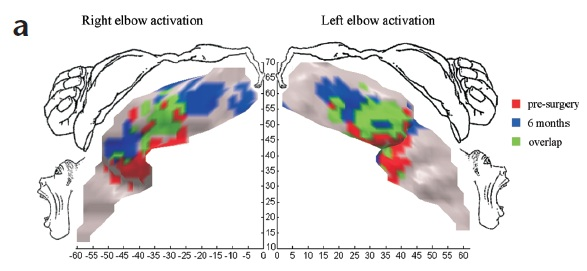 a
Right elbow activation
Left elbow activation
70
65
60
55
50
45
40
35
30
25
20
15
10
-60 -55 -50 -45 -40 -35 -30 -25 -20 -15 -10 -5 0
0 5 10 15 20 25 30 35 40 45 50 55 60
pre-surgery
6 months
overlap